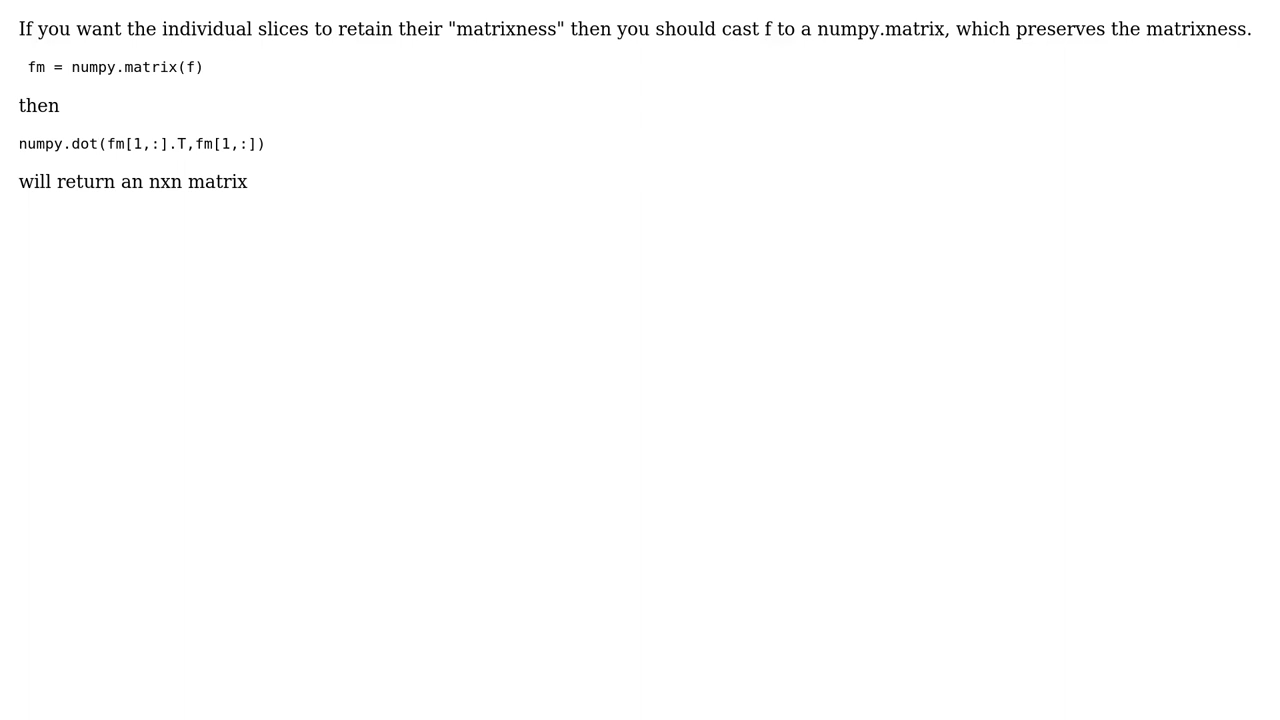 If you want the individual slices to retain their "matrixness" then you should cast f to a numpy.matrix, which preserves the matrixness.
fm = numpy.matrix(f)
then
numpy.dot(fm[1,:].T,fm[1,:])
will return an nxn matrix